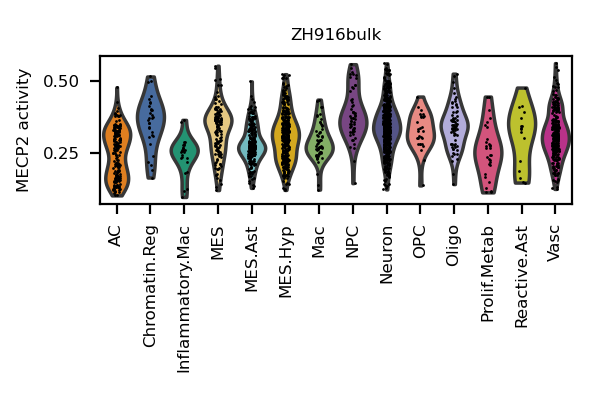 ZH916bulk
MECP2 activity
0.50
0.25
AC
Chromatin.Reg
Inflammatory.Mac
MES
MES.Ast
MES.Hyp
Mac
NPC
Neuron
OPC
Oligo
Prolif.Metab
Reactive.Ast
Vasc